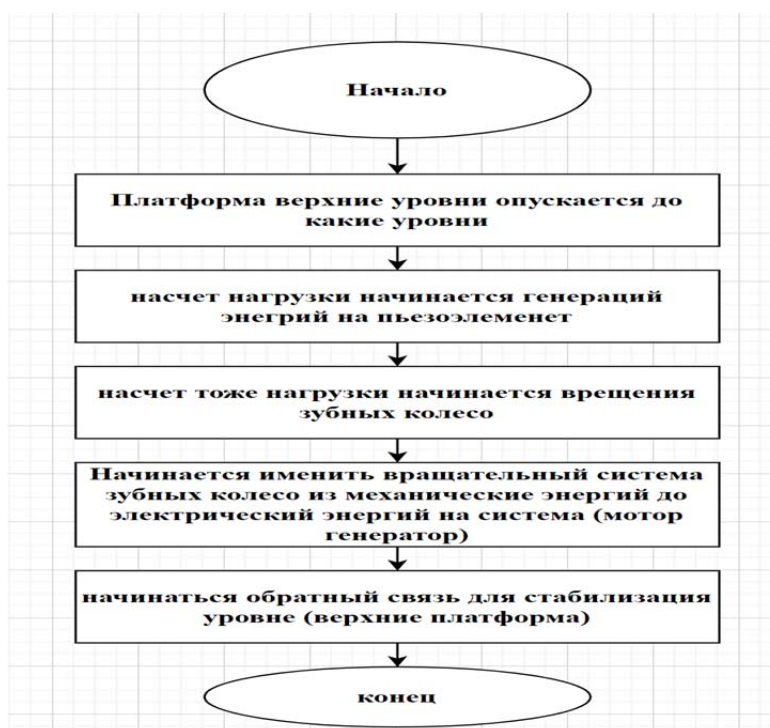 Начало
Платформа верхние уровни опускается до
какие уровни
насчет нагрузки начинается генераций
энегрий на пьезоэлеменет
насчет тоже нагрузки начинается врещения
зубных колесо
Начинается именить вращательный система
зубных колесо из механические энергий до
электрический энергий на система (мотор
генератор)
начинаться обратный связь для стабилизация
уровне (верхние платформа)
конец